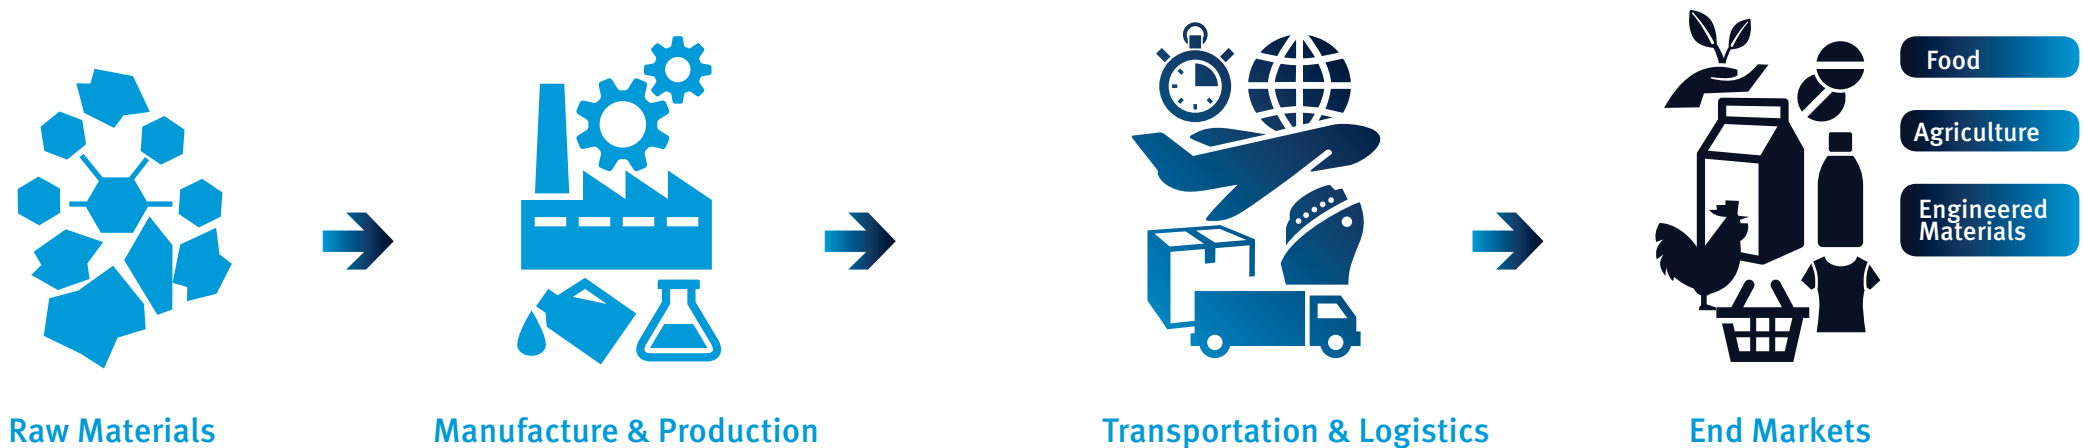 Food
Agriculture
Engineered
Materials
Raw Materials
Manufacture & Production
Transportation & Logistics
End Markets